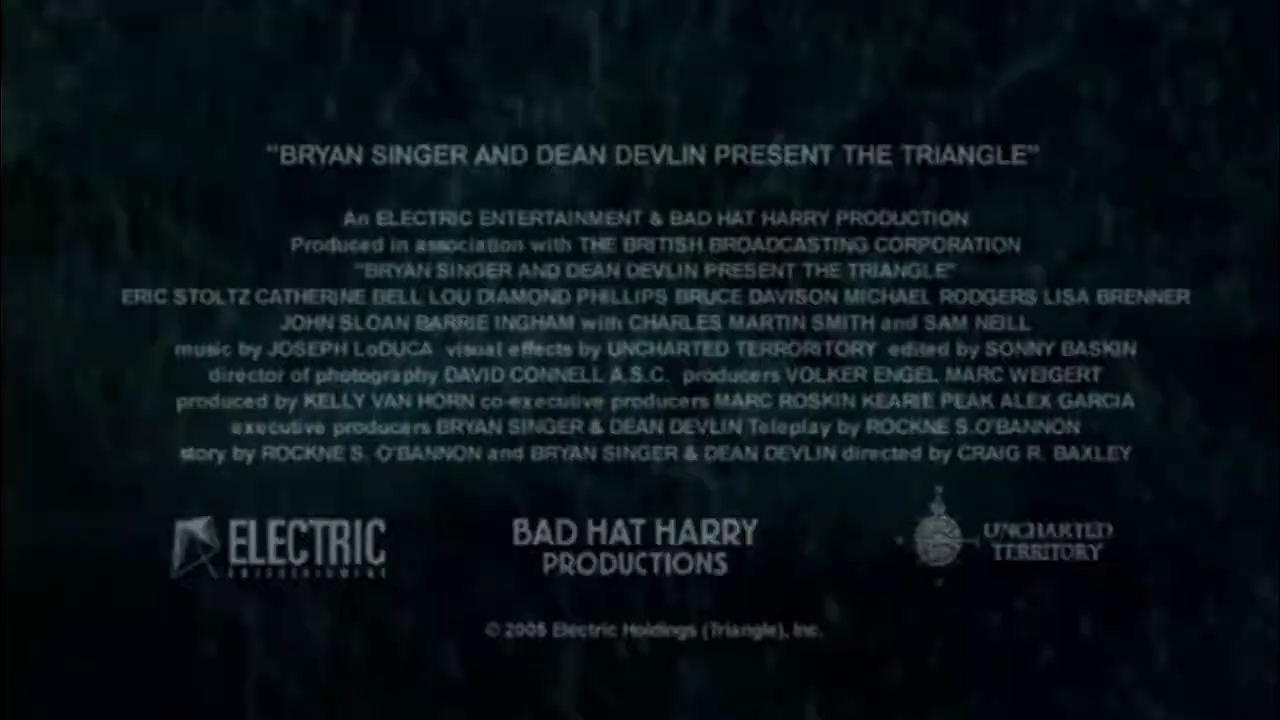 "BRYAN SINGER AND DEAN DEVLIN PRESENT THE TRIANGLE"
An ELECTRIC ENTERTAINMENT & BAD HAT HARRY PRODUCTION
Produced in association with THE BRITISH BROADCASTING CORPORATION
"BRYAN SINGER AND DEAN DEVLIN PRESENT THE TRIANGLE"
ERIC STOLTZ CATHERINE BELL LOU DIAMOND PHILLIPS BRUCE DAVISON MICHAEL RODGERS LISA BRENNER
JOHN SLOAN BARRIE INGHAM with CHARLES MARTIN SMITH and SAM NEILL
music by JOSEPH LoDUCA visual effects by UNCHARTED TERRORITORY edited by SONNY BASKIN
director of photography DAVID CONNELL A.S.C. producers VOLKER ENGEL MARC WEIGERT
produced by KELLY VAN HORN co-executive producers MARC ROSKIN KEARIE PEAK ALEX GARCIA
executive producers BRYAN SINGER & DEAN DEVLIN Teleplay by ROCKNE S.O'BANNON
story by ROCKNE S. O'BANNON and BRYAN SINGER & DEAN DEVLIN directed by CRAIG R. BAXLEY
ELECTRIC
ENTERTAINMENT
BAD HAT HARRY
PRODUCTIONS
UNCHARTED
TERRITORY
© 2005 Electric Holdings (Triangle), Inc.